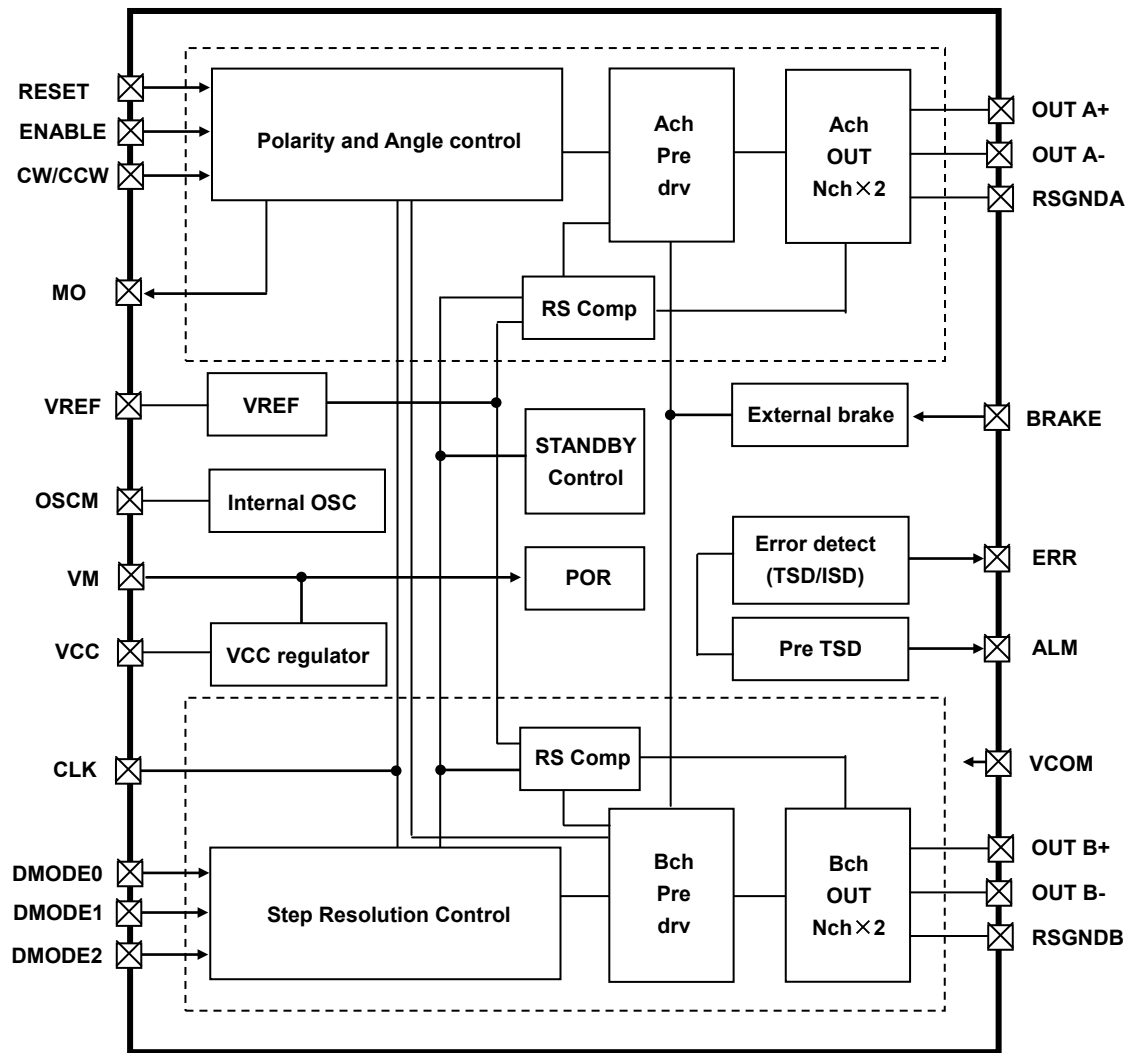 RESET
ENABLE
CW/CCW
MO
VREF
OSCM
VM
VCC
CLK
DMODE0
DMODE1
DMODE2
Polarity and Angle control
Ach
Pre
drv
Ach
OUT
Nch×2
RS Comp
VREF
STANDBY
Control
External brake
Internal OSC
Error detect
(TSD/ISD)
POR
VCC regulator
Pre TSD
RS Comp
Step Resolution Control
Bch
Pre
drv
Bch
OUT
Nch×2
OUT A+
OUT A-
RSGNDA
BRAKE
ERR
ALM
VCOM
OUT B+
OUT B-
RSGNDB